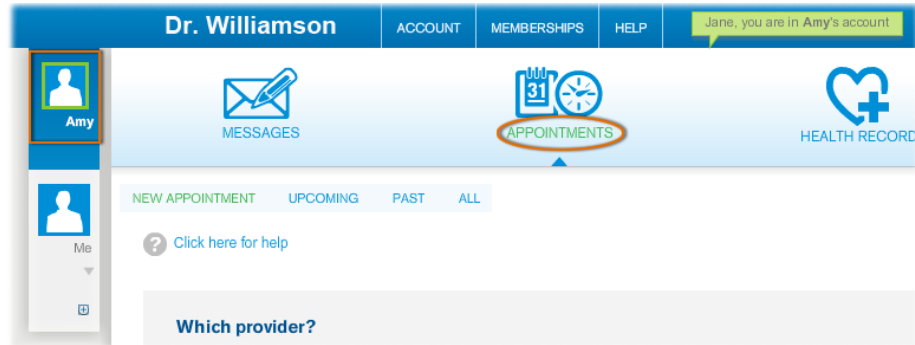 Dr. Williamson ACCOUNT MEMBERSHIPS HELP Jane, you are in Amy's account
Amy
MESSAGES
31
APPOINTMENTS
HEALTH RECORD
NEW APPOINTMENT UPCOMING PAST ALL
? Click here for help
Me
Which provider?